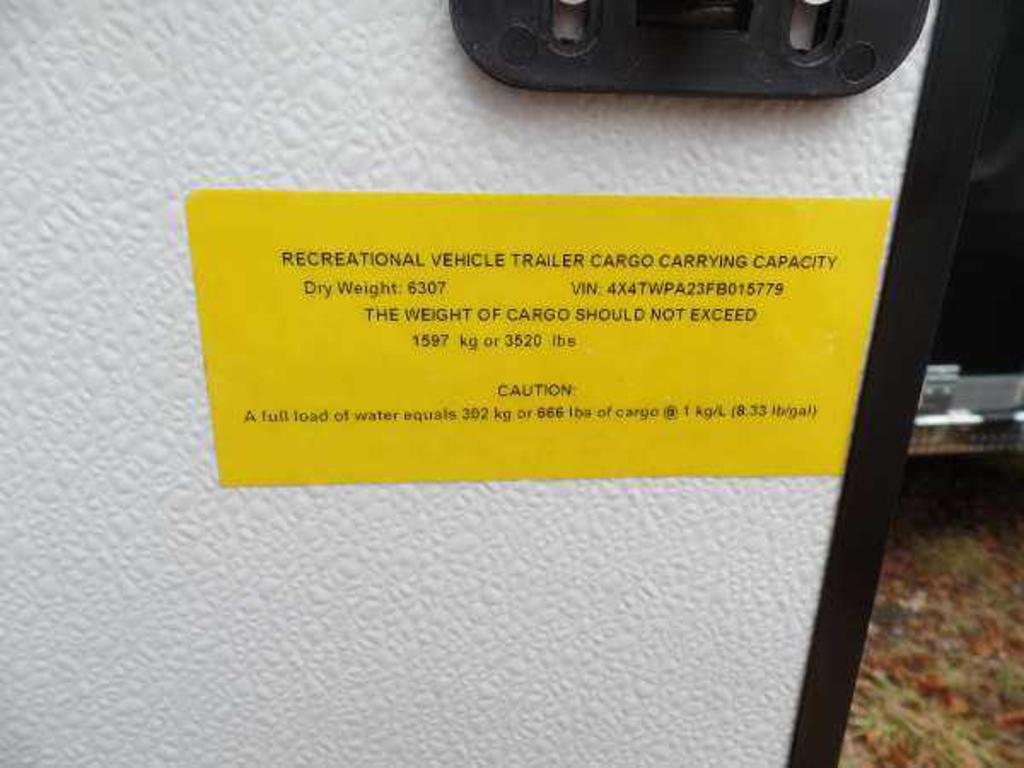 RECREATIONAL VEHICLE TRAILER CARGO CARRYING CAPACITY
Dry Weight: 6307 VIN: 4X4TWPA23FB015779
THE WEIGHT OF CARGO SHOULD NOT EXCEED
1597 kg or 3520 lbs
CAUTION:
A full load of water equals 302 kg or 666 lbs of cargo @ 1 kg/L (8.33 lb/gal)